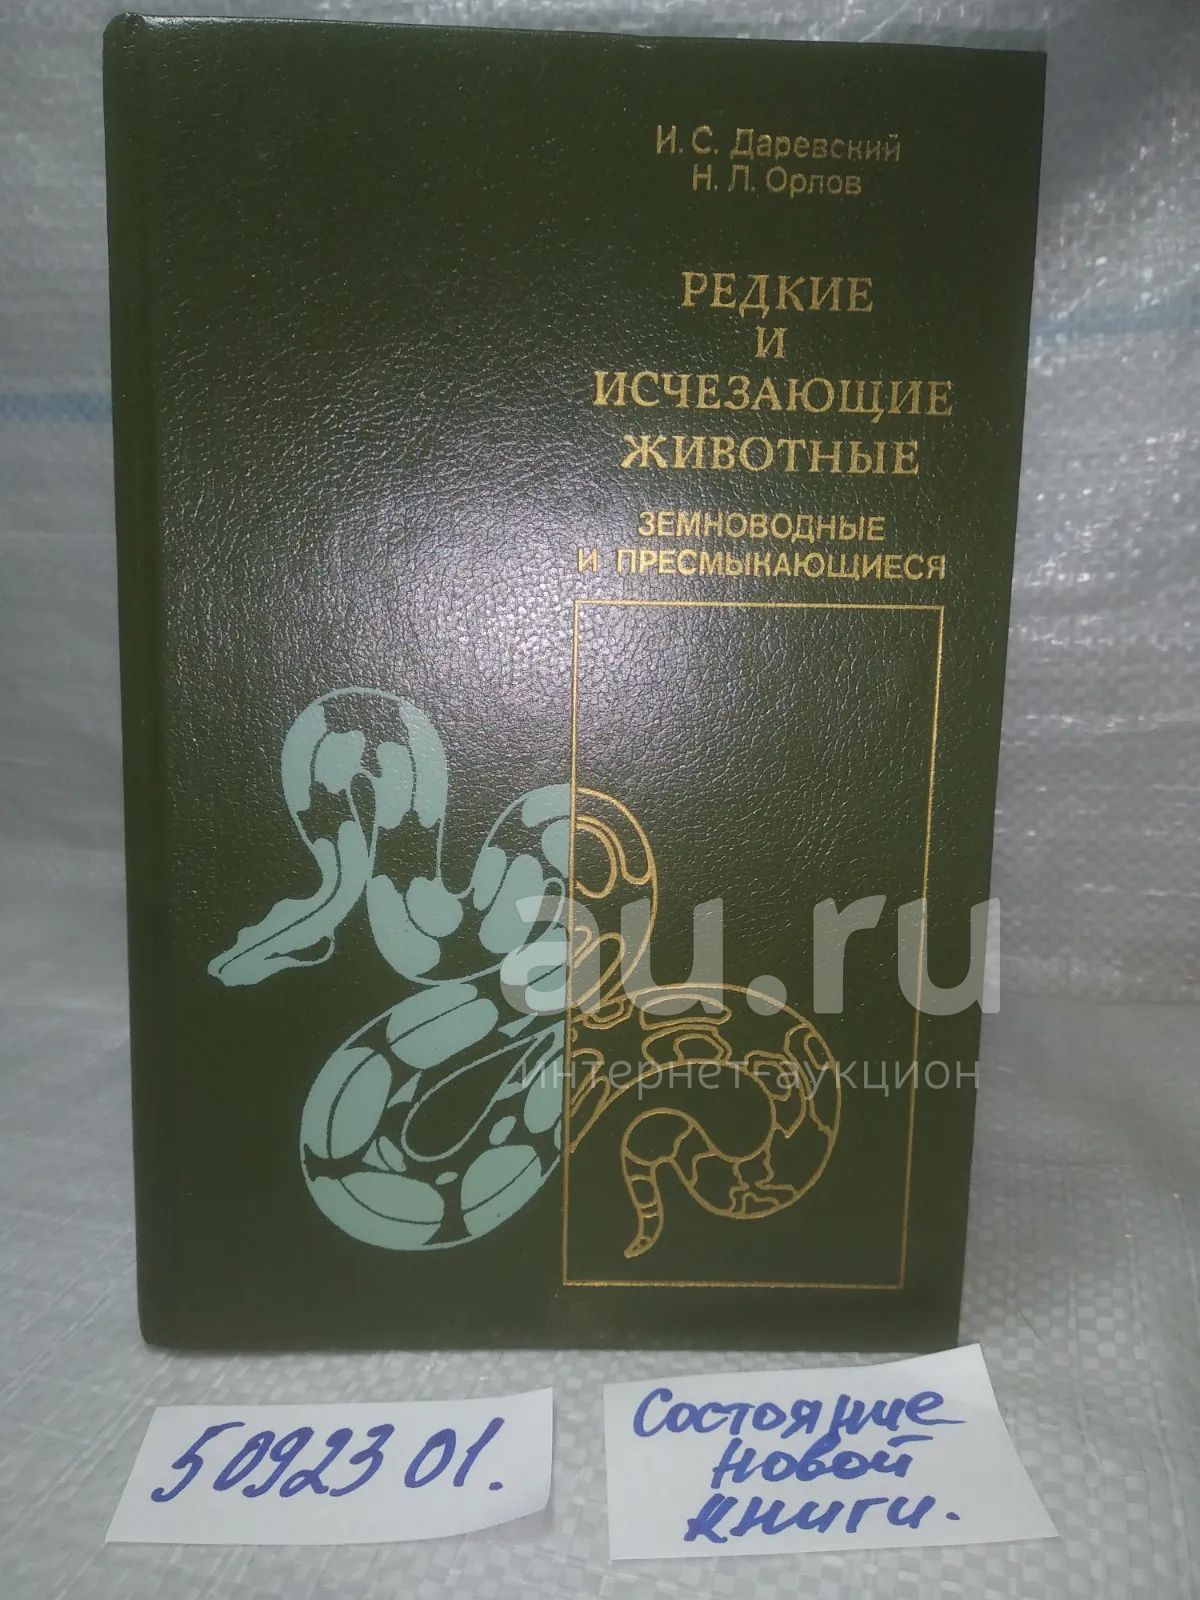 И. С. Даревский
Н. Л. Орлов
РЕДКИЕ
И
ИСЧЕЗАЮЩИЕ
ЖИВОТНЫЕ
ЗЕМНОВОДНЫЕ
И ПРЕСМЫКАЮЩИЕСЯ
au.ru
интернет-аукцион
5092301.
Состояние
новой
книги.